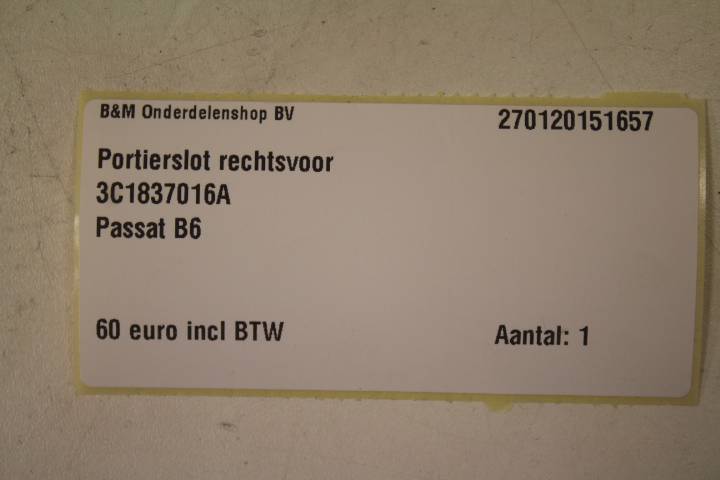 B&M Onderdelenshop BV
270120151657
Portierslot rechtsvoor
3C1837016A
Passat B6
60 euro incl BTW
Aantal: 1